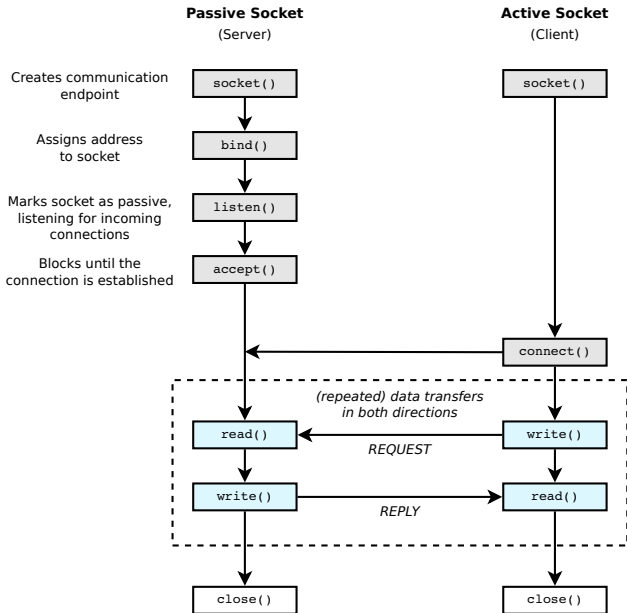 Passive Socket
(Server)
Active Socket
(Client)
Creates communication
endpoint
socket()
socket()
Assigns address
to socket
bind()
Marks socket as passive,
listening for incoming
connections
listen()
Blocks until the
connection is established
accept()
connect()
(repeated) data transfers
in both directions
read()
write()
REQUEST
write()
read()
REPLY
close()
close()